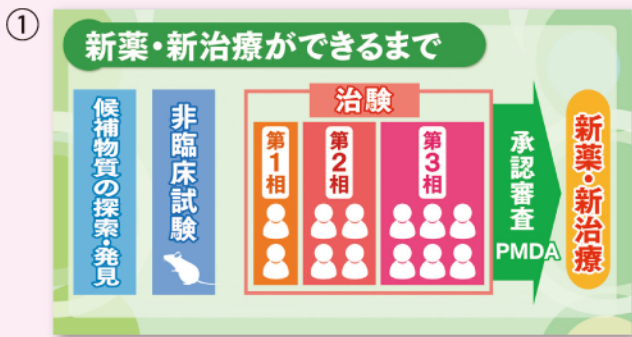 ①
新薬・新治療ができるまで
候補物質の探索・発見
非臨床試験
治験
第1相
第2相
第3相
承認審査
PMDA
新薬・新治療